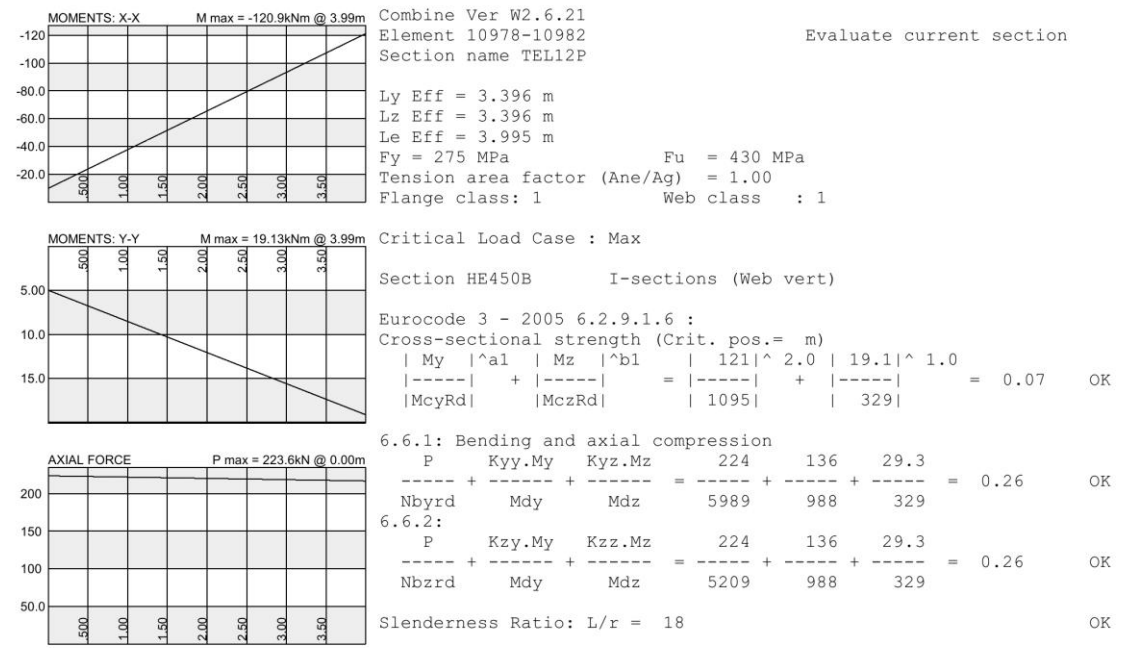 MOMENTS: X-X M max = -120.9kNm @ 3.99m
-120
-100
-80.0
-60.0
-40.0
-20.0
.500 1.00 1.50 2.00 2.50 3.00 3.50
MOMENTS: Y-Y M max = 19.13kNm @ 3.99m
.500 1.00 1.50 2.00 2.50 3.00 3.50
5.00
10.0
15.0
AXIAL FORCE P max = 223.6kN @ 0.00m
200
150
100
50.0
.500 1.00 1.50 2.00 2.50 3.00 3.50
Combine Ver W2.6.21
Element 10978-10982 Evaluate current section
Section name TEL12P
Ly Eff = 3.396 m
Lz Eff = 3.396 m
Le Eff = 3.995 m
Fy = 275 MPa Fu = 430 MPa
Tension area factor (Ane/Ag) = 1.00
Flange class: 1 Web class : 1
Critical Load Case : Max
Section HE450B I-sections (Web vert)
Eurocode 3 - 2005 6.2.9.1.6 :
Cross-sectional strength (Crit. pos.= m)
| My |^a1 | Mz |^b1 | 121|^ 2.0 | 19.1|^ 1.0
|-----| + |-----| = |-----| + |-----| = 0.07 OK
|McyRd| |MczRd| | 1095| | 329|
6.6.1: Bending and axial compression
P Kyy.My Kyz.Mz 224 136 29.3
----- + ------ + ------ = ----- + ----- + ----- = 0.26 OK
Nbyrd Mdy Mdz 5989 988 329
6.6.2:
P Kzy.My Kzz.Mz 224 136 29.3
----- + ------ + ------ = ----- + ----- + ----- = 0.26 OK
Nbzrd Mdy Mdz 5209 988 329
Slenderness Ratio: L/r = 18 OK